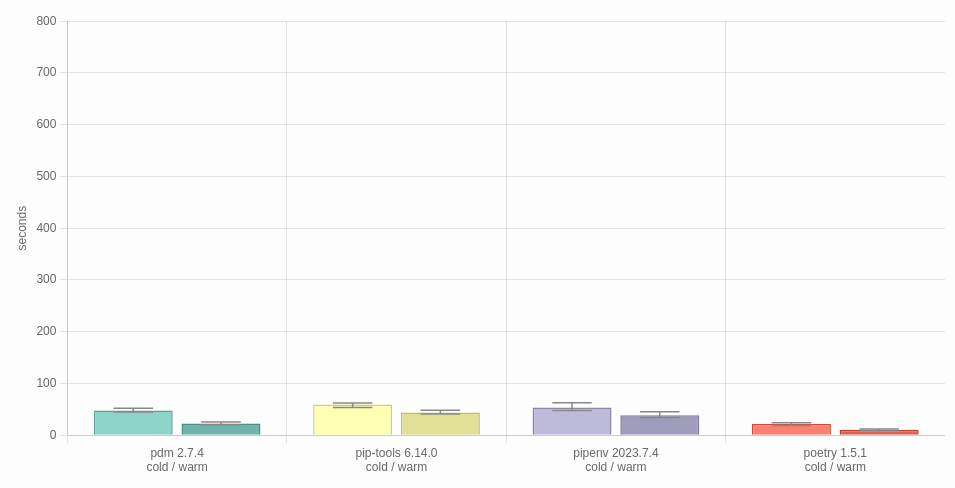 800
700
600
500
400
300
200
100
0
seconds
pdm 2.7.4
cold / warm
pip-tools 6.14.0
cold / warm
pipenv 2023.7.4
cold / warm
poetry 1.5.1
cold / warm